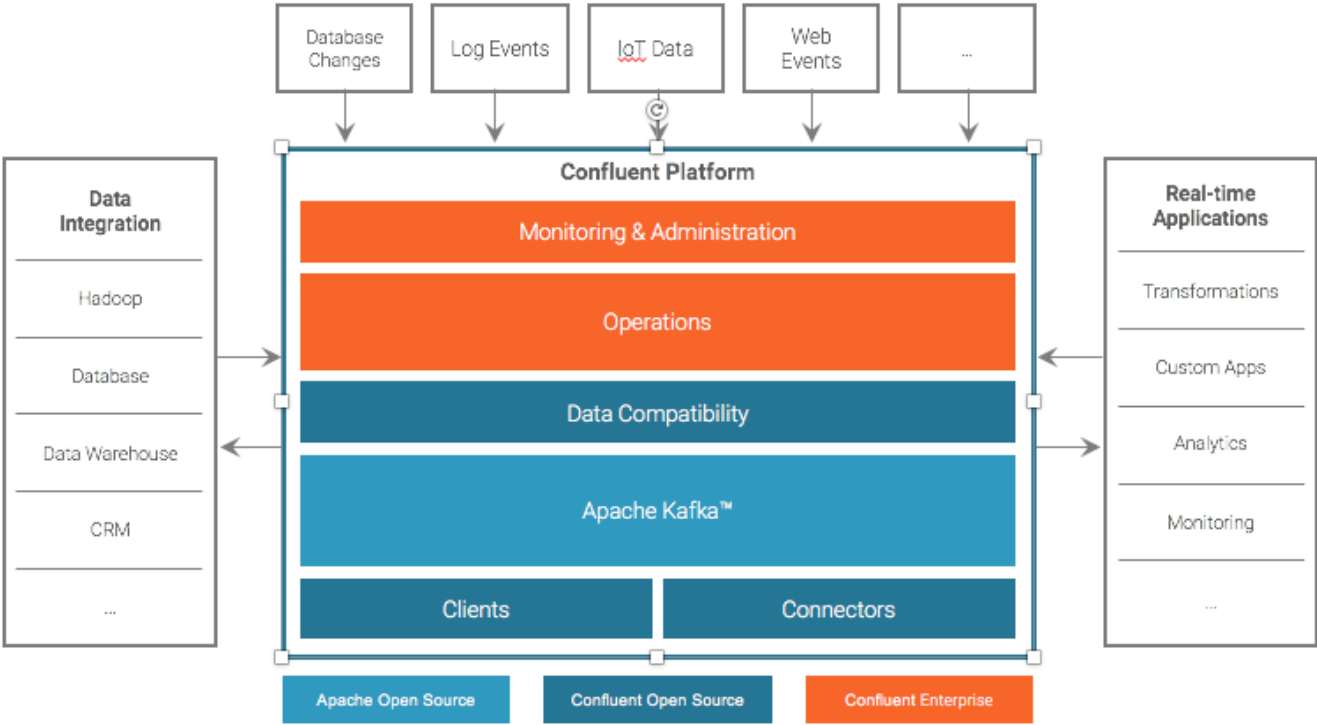 Database
Changes
Log Events
IoT Data
Web
Events
...
Data
Integration
Hadoop
Database
Data Warehouse
CRM
...
Confluent Platform
Monitoring & Administration
Operations
Data Compatibility
Apache Kafka™
Clients
Connectors
Real-time
Applications
Transformations
Custom Apps
Analytics
Monitoring
...
Apache Open Source
Confluent Open Source
Confluent Enterprise